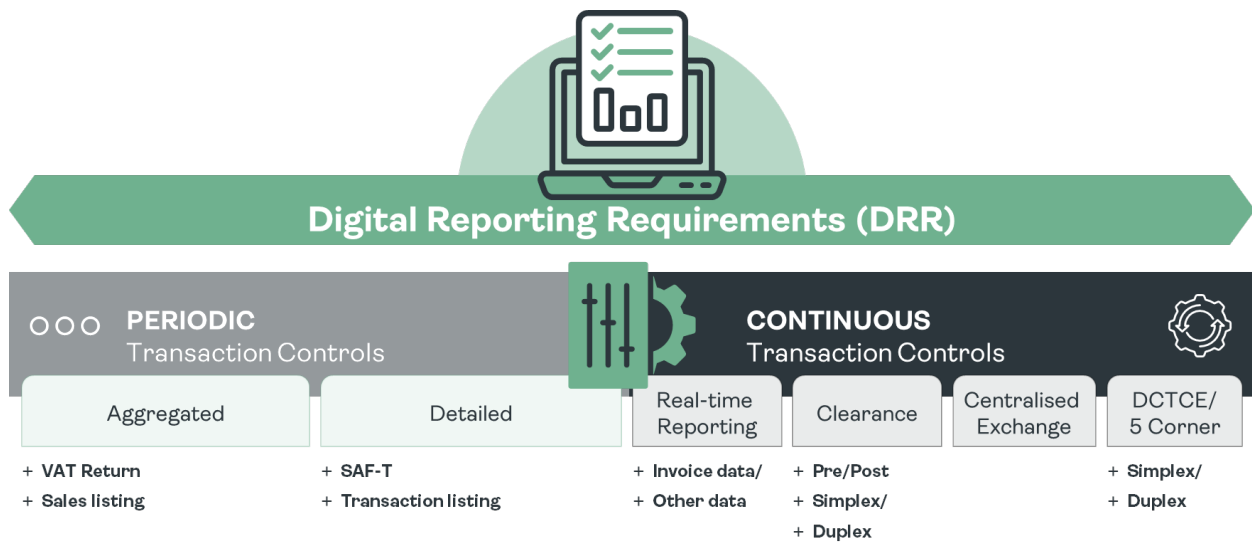 Digital Reporting Requirements (DRR)
PERIODIC
Transaction Controls
CONTINUOUS
Transaction Controls
Aggregated
+ VAT Return
+ Sales listing
Detailed
+ SAF-T
+ Transaction listing
Real-time
Reporting
+ Invoice data/
+ Other data
Clearance
+ Pre/Post
+ Simplex/
+ Duplex
Centralised
Exchange
DCTCE/
5 Corner
+ Simplex/
+ Duplex